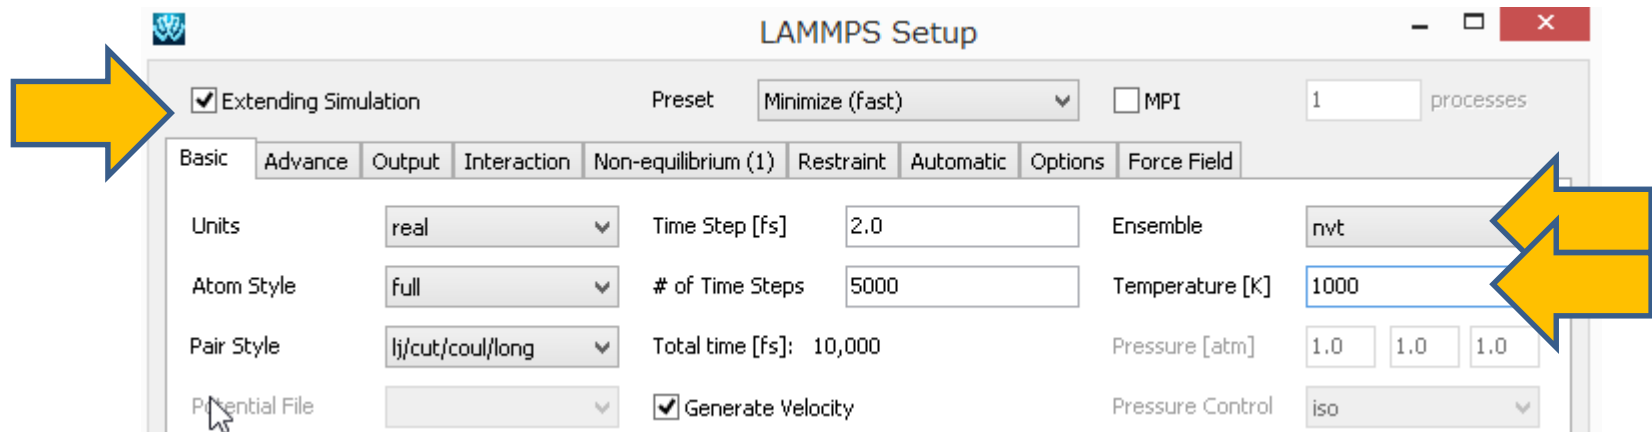 LAMMPS Setup
Extending Simulation Preset Minimize (fast) MPI 1 processes
Basic Advance Output Interaction Non-equilibrium (1) Restraint Automatic Options Force Field
Units real Time Step [fs] 2.0 Ensemble nvt
Atom Style full # of Time Steps 5000 Temperature [K] 1000
Pair Style lj/cut/coul/long Total time [fs]: 10,000 Pressure [atm] 1.0 1.0 1.0
Potential File Generate Velocity Pressure Control iso